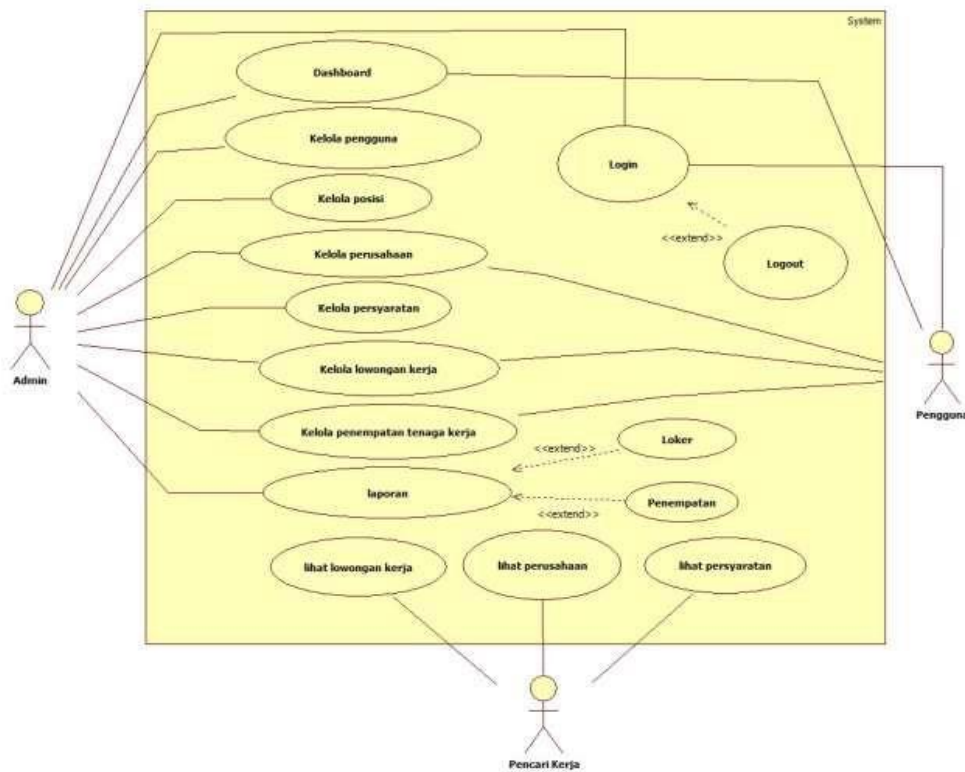 System
Dashboard
Kelola pengguna
Login
Kelola posisi
<<extend>>
Kelola perusahaan
Logout
Kelola persyaratan
Admin
Kelola lowongan kerja
Pengguna
Kelola penempatan tenaga kerja
Loker
<<extend>>
laporan
Penempatan
<<extend>>
lihat lowongan kerja
lihat perusahaan
lihat persyaratan
Pencari Kerja